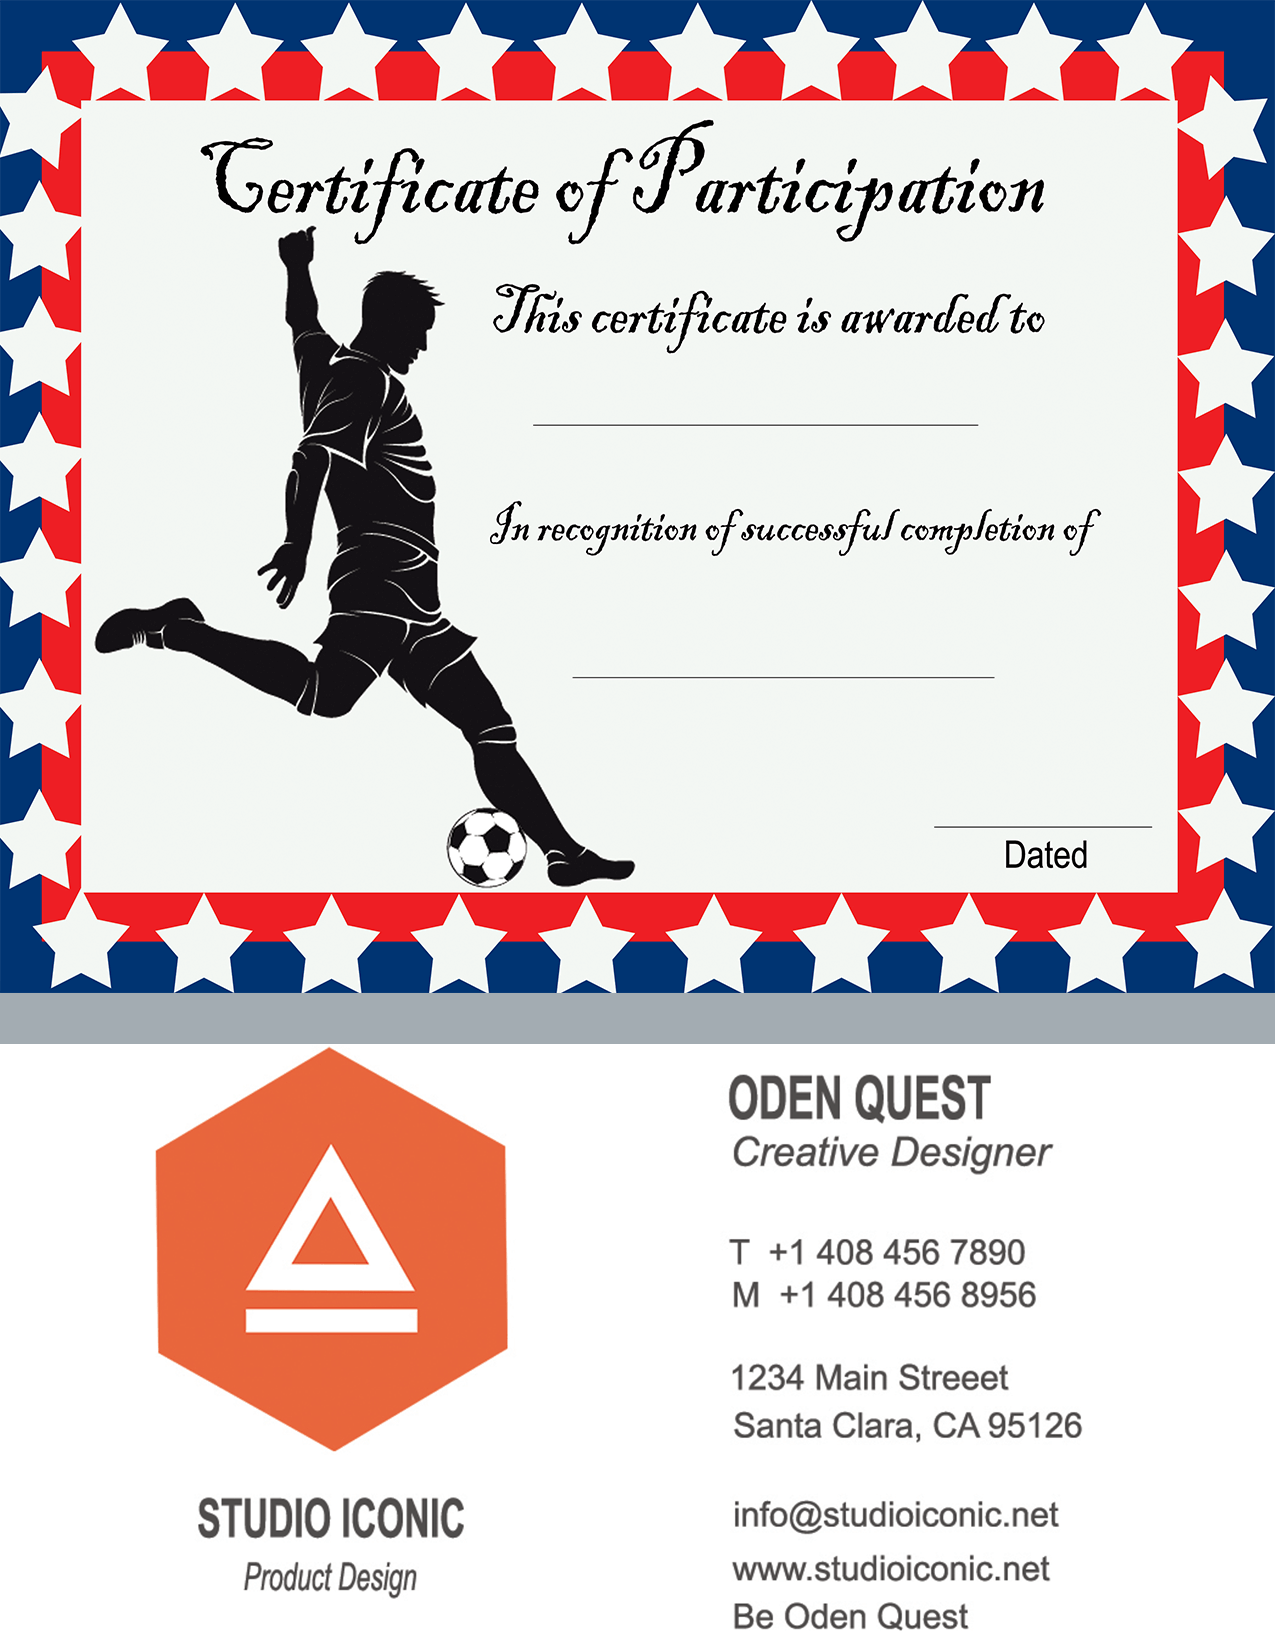 Certificate of Participation
This certificate is awarded to
In recognition of successful completion of
Dated
STUDIO ICONIC
Product Design
ODEN QUEST
Creative Designer
T +1 408 456 7890
M +1 408 456 8956
1234 Main Streeet
Santa Clara, CA 95126
info@studioiconic.net
www.studioiconic.net
Be Oden Quest